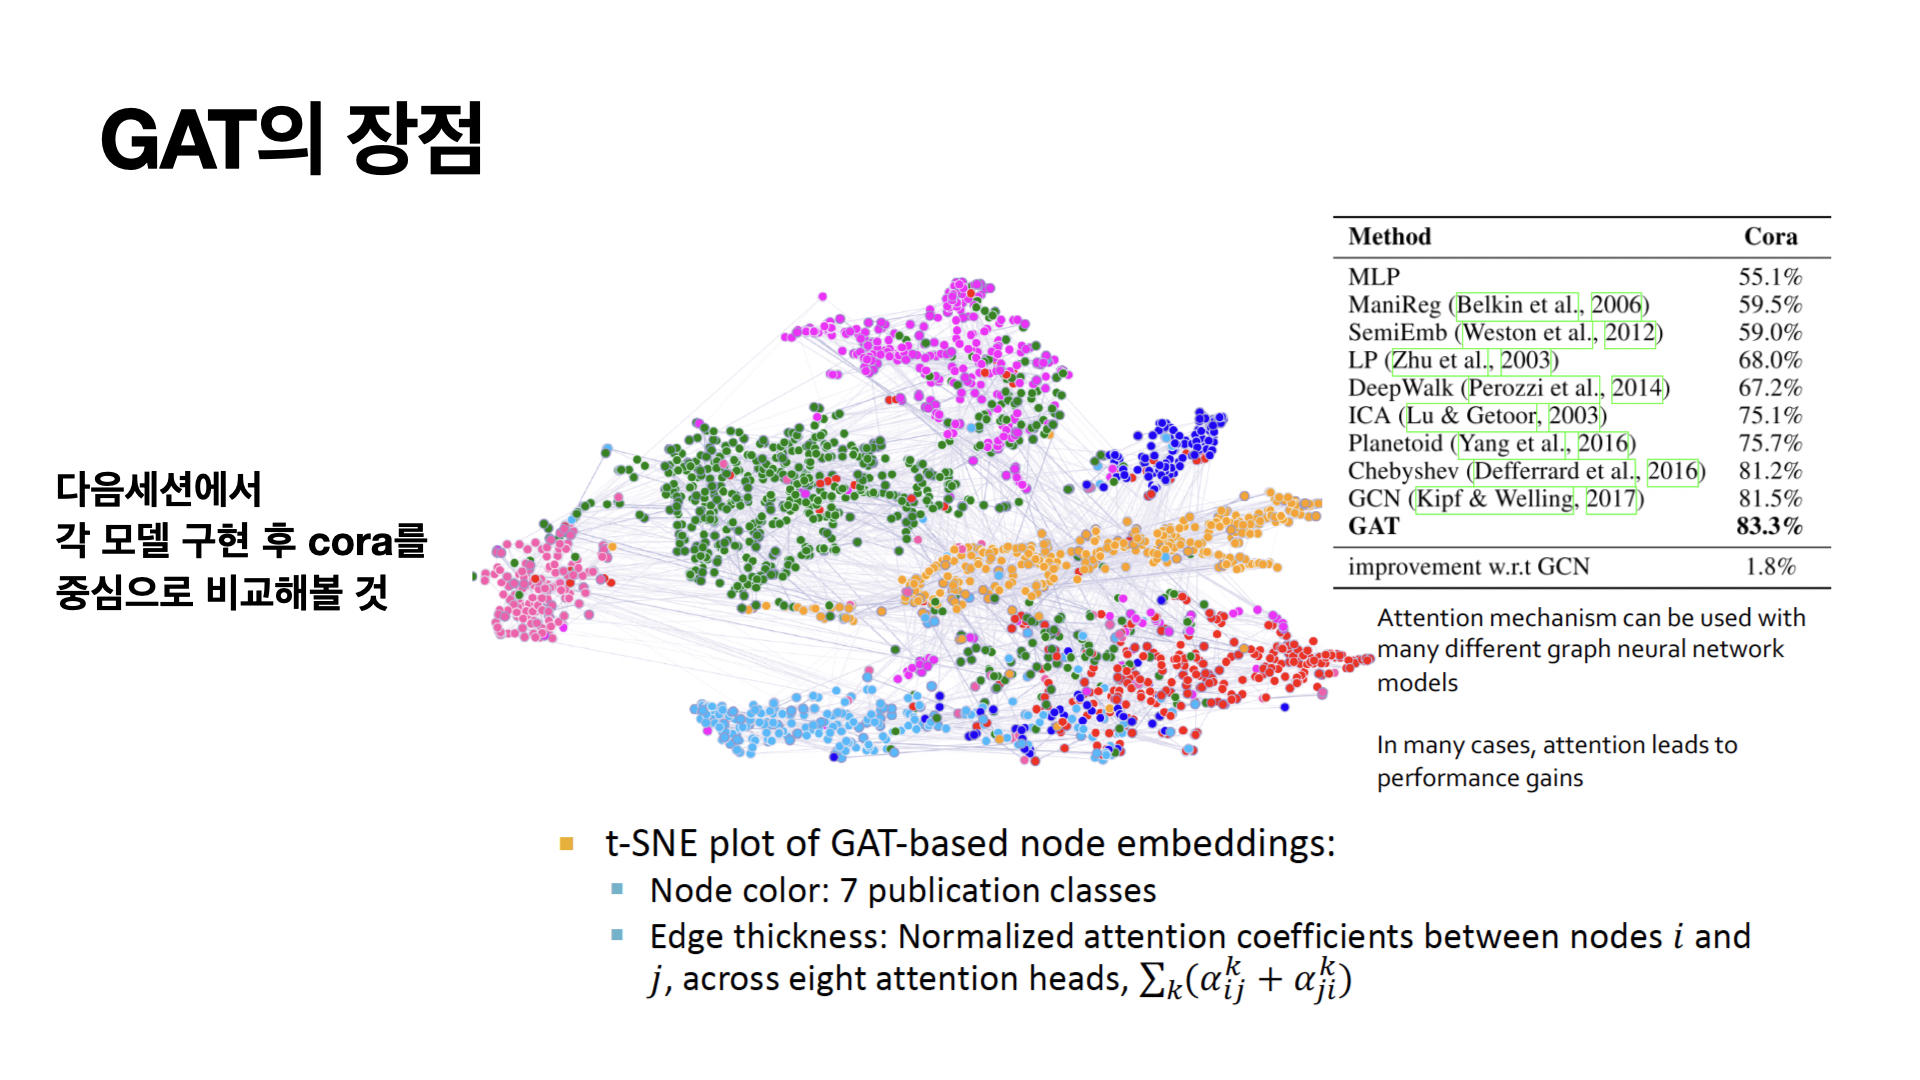 GAT의 장점
다음세션에서
각 모델 구현 후 cora를
중심으로 비교해볼 것
Method Cora
MLP 55.1%
ManiReg (Belkin et al., 2006) 59.5%
SemiEmb (Weston et al., 2012) 59.0%
LP (Zhu et al., 2003) 68.0%
DeepWalk (Perozzi et al., 2014) 67.2%
ICA (Lu & Getoor, 2003) 75.1%
Planetoid (Yang et al., 2016) 75.7%
Chebyshev (Defferrard et al., 2016) 81.2%
GCN (Kipf & Welling, 2017) 81.5%
GAT 83.3%
improvement w.r.t GCN 1.8%
Attention mechanism can be used with
many different graph neural network
models
In many cases, attention leads to
performance gains
▪ t-SNE plot of GAT-based node embeddings:
▪ Node color: 7 publication classes
▪ Edge thickness: Normalized attention coefficients between nodes 𝑖 and
𝑗, across eight attention heads, ∑ₖ(α_{ij}^k + α_{ji}^k)